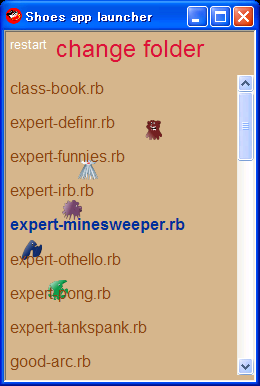 Shoes app launcher
restart change folder
class-book.rb
expert-definr.rb
expert-funnies.rb
expert-irb.rb
expert-minesweeper.rb
expert-othello.rb
expert-pong.rb
expert-tankspank.rb
good-arc.rb